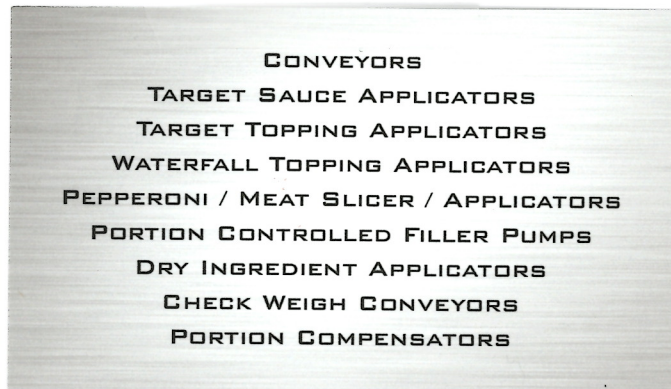 CONVEYORS
TARGET SAUCE APPLICATORS
TARGET TOPPING APPLICATORS
WATERFALL TOPPING APPLICATORS
PEPPERONI / MEAT SLICER / APPLICATORS
PORTION CONTROLLED FILLER PUMPS
DRY INGREDIENT APPLICATORS
CHECK WEIGH CONVEYORS
PORTION COMPENSATORS